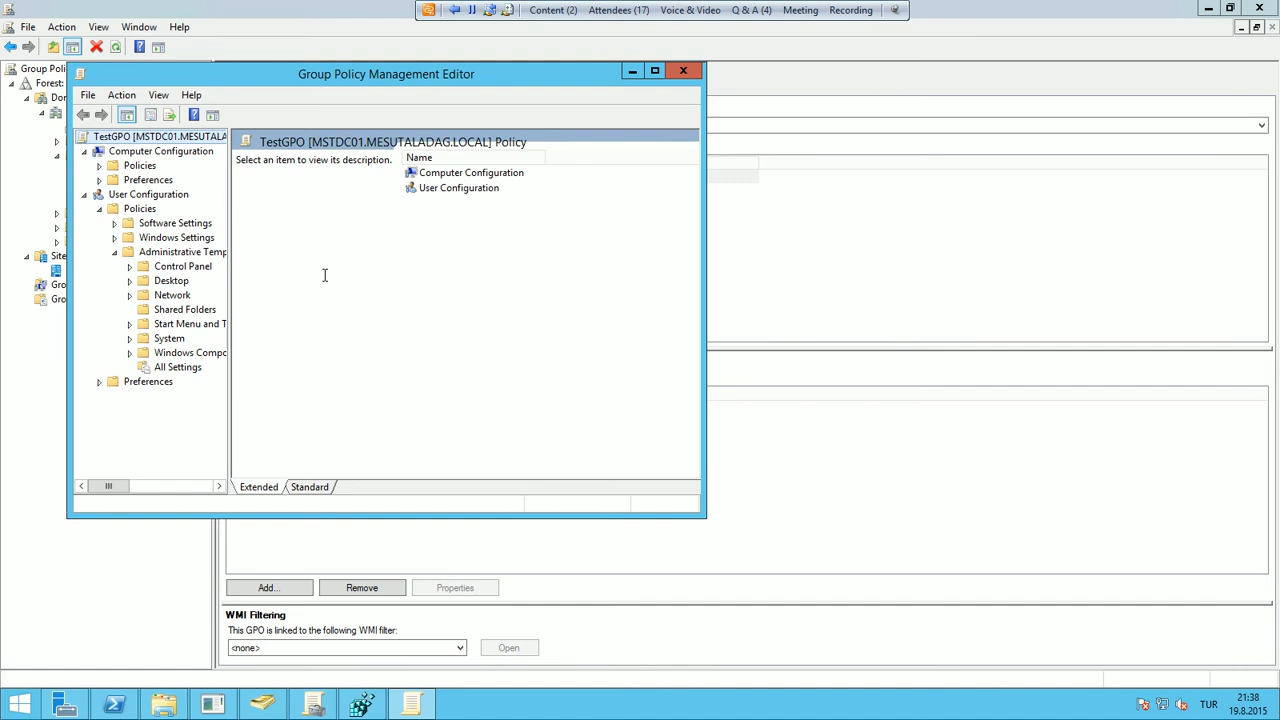 Content (2) Attendees (17) Voice & Video Q & A (4) Meeting Recording
File Action View Window Help
Group Poli
Forest:
Dor
Site
Gro
Gro
Group Policy Management Editor
File Action View Help
TestGPO [MSTDC01.MESUTALA
Computer Configuration
Policies
Preferences
User Configuration
Policies
Software Settings
Windows Settings
Administrative Temp
Control Panel
Desktop
Network
Shared Folders
Start Menu and T
System
Windows Compo
All Settings
Preferences
TestGPO [MSTDC01.MESUTALADAG.LOCAL] Policy
Select an item to view its description.
Name
Computer Configuration
User Configuration
Extended Standard
Add... Remove Properties
WMI Filtering
This GPO is linked to the following WMI filter:
<none> Open
TUR
21:38
19.8.2015